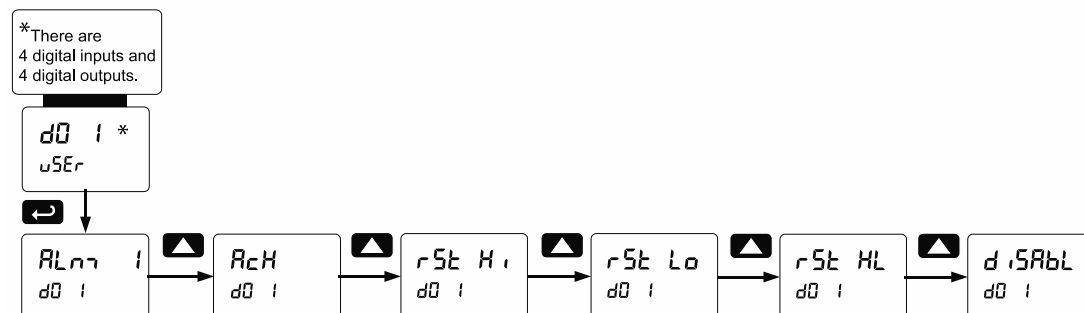 *There are
4 digital inputs and
4 digital outputs.
dO 1 *
uSEr
ALm 1
dO 1
AcH
dO 1
rSt Hi
dO 1
rSt Lo
dO 1
rSt HL
dO 1
diSAbL
dO 1